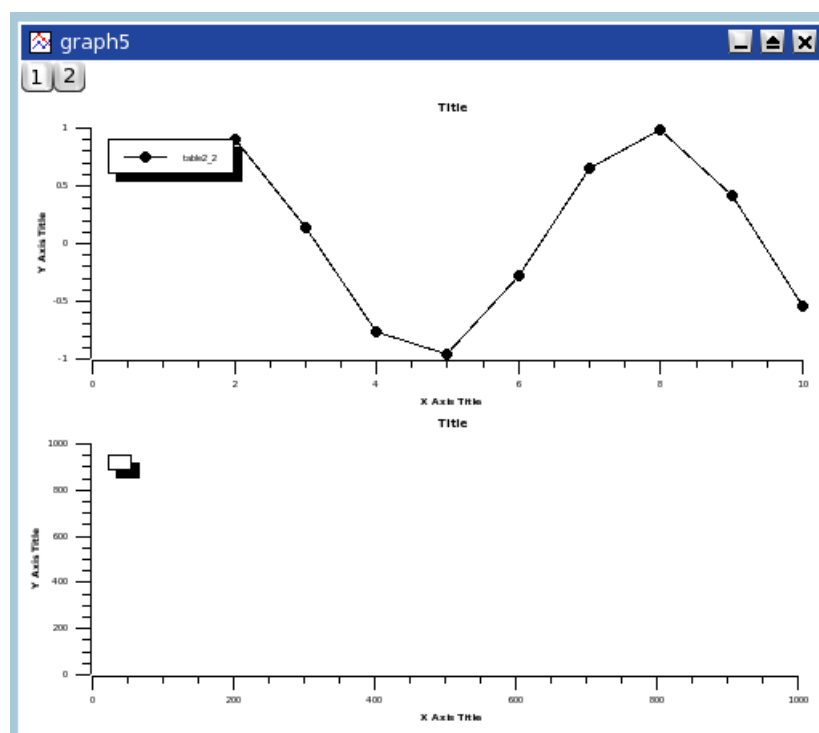 graph5
1 2
Title
1
table2_2
0.5
0
-0.5
-1
Y Axis Title
0 2 4 6 8 10
X Axis Title
Title
1000
800
600
400
200
0
Y Axis Title
0 200 400 600 800 1000
X Axis Title